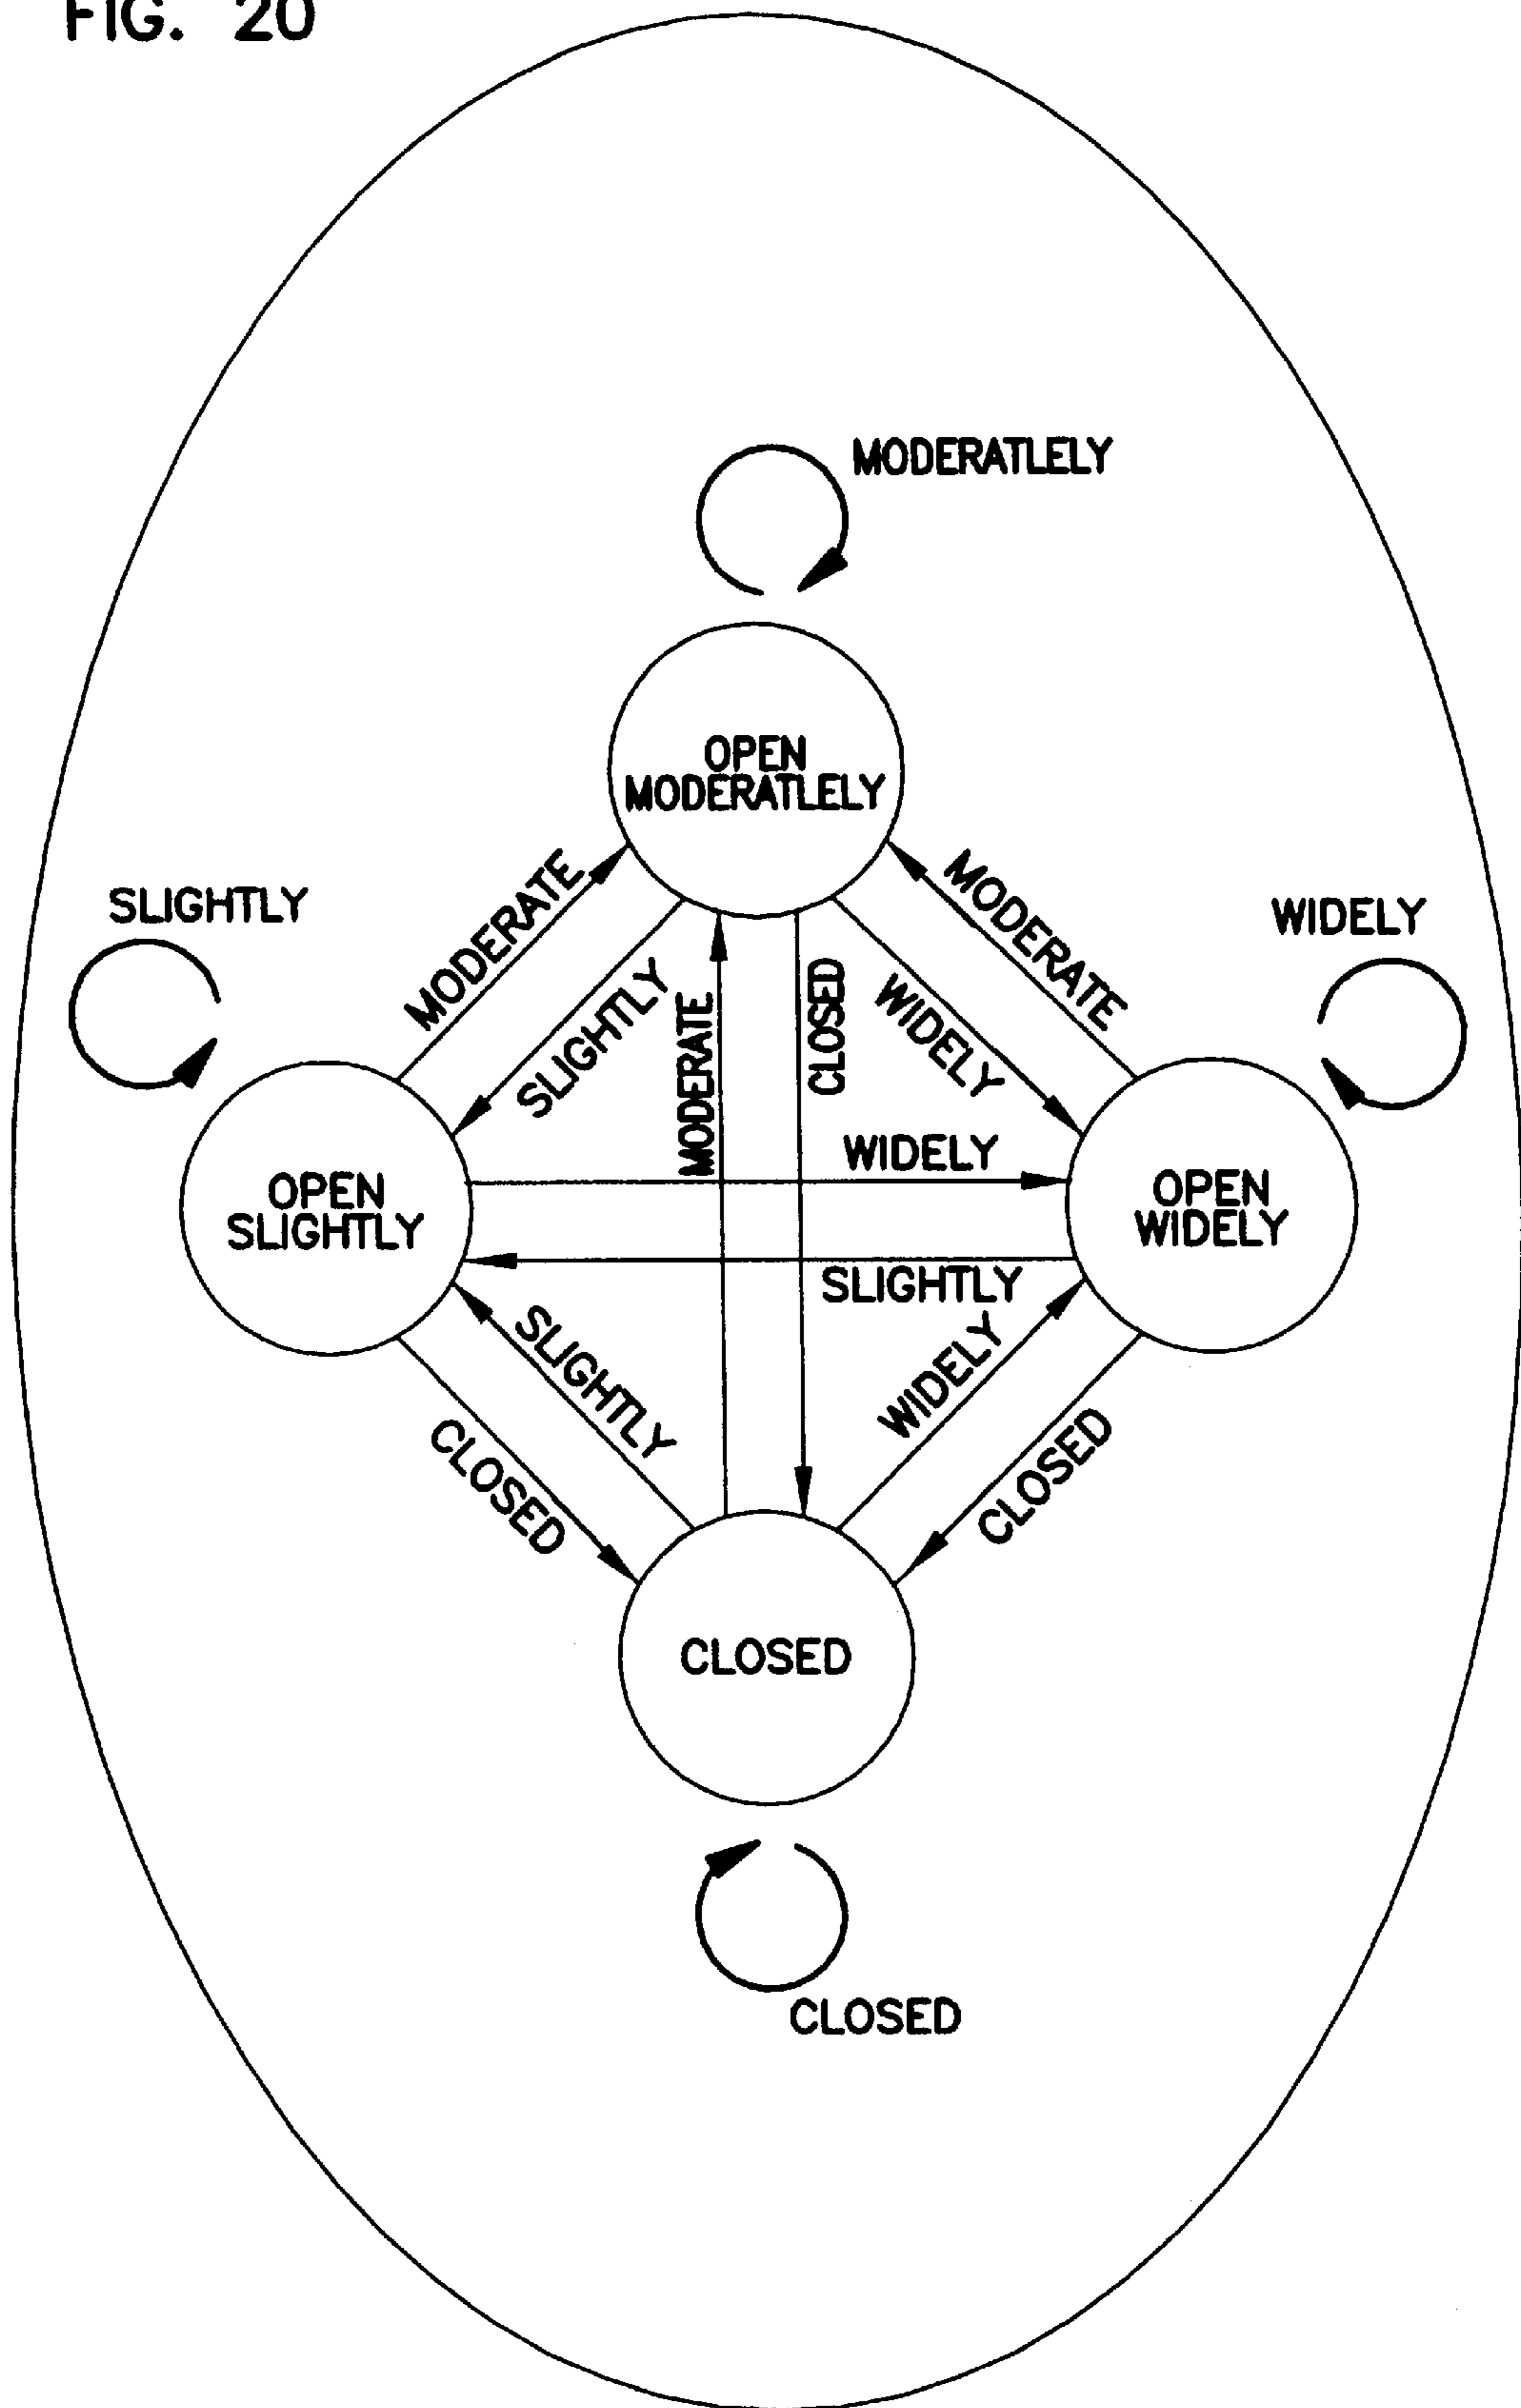 FIG. 20
MODERATLELY
OPEN
MODERATLELY
SLIGHTLY
MODERATE
SLIGHTLY
MODERATE
CLOSED
WIDELY
MODERATE
WIDELY
OPEN
SLIGHTLY
WIDELY
OPEN
WIDELY
SLIGHTLY
SLIGHTLY
CLOSED
WIDELY
CLOSED
CLOSED
CLOSED